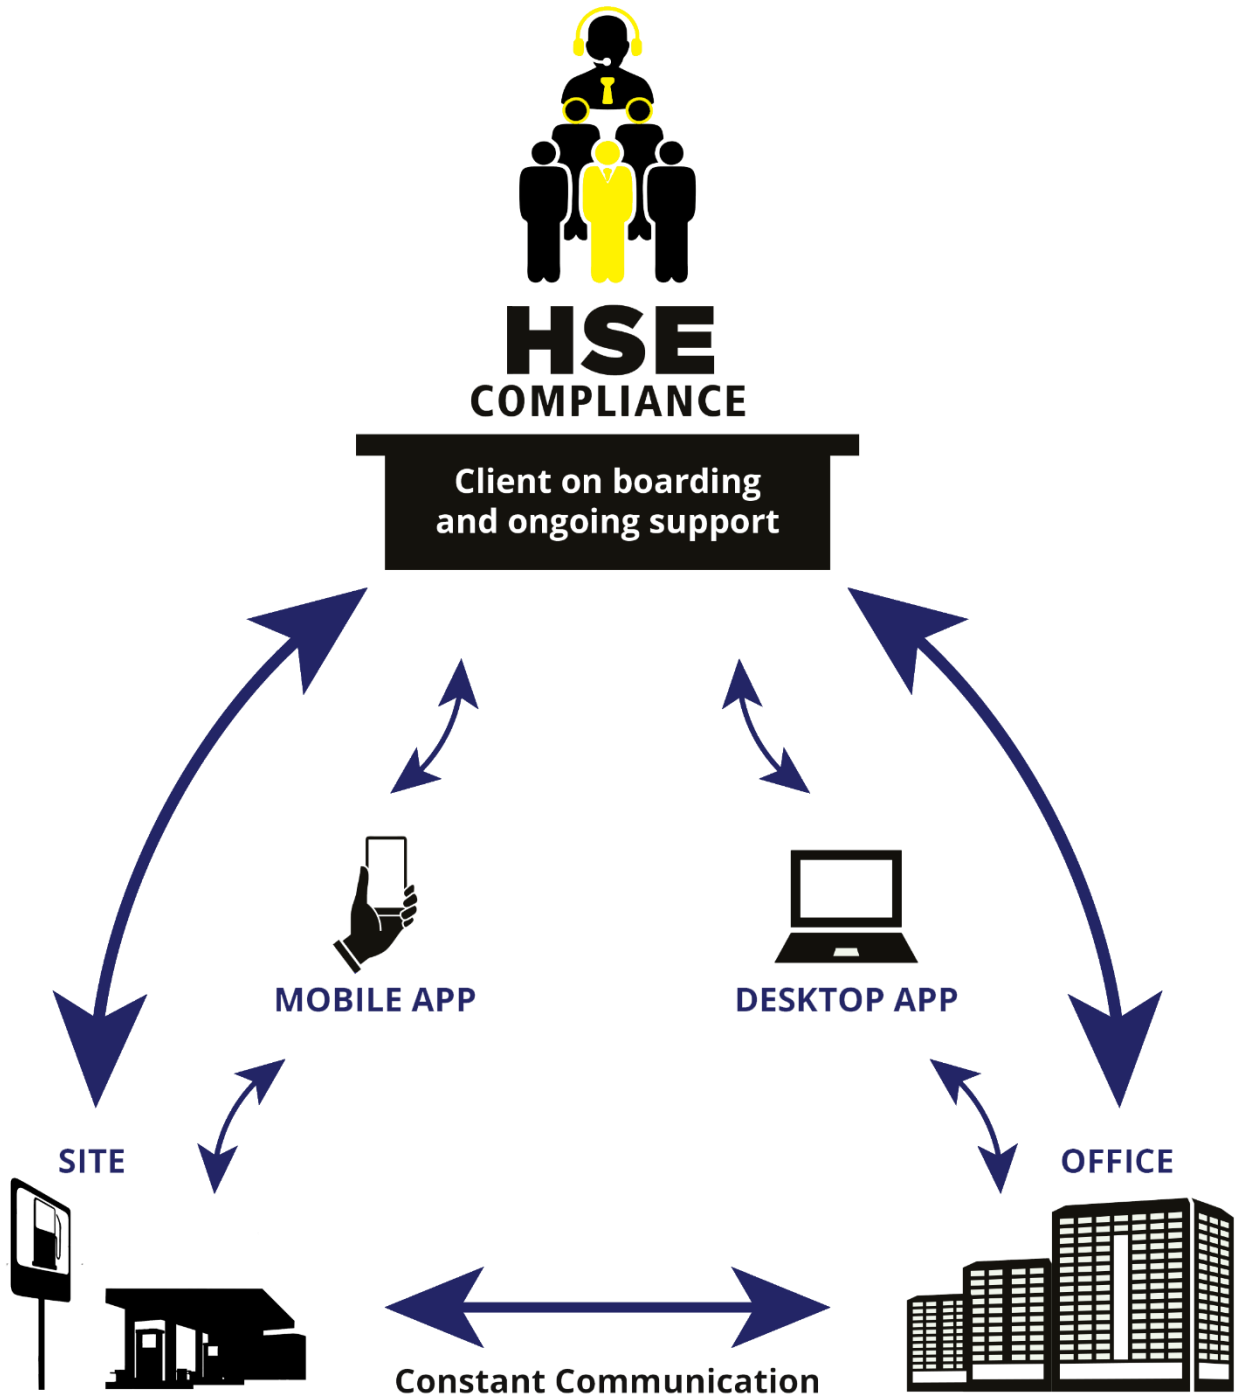 HSE
COMPLIANCE
Client on boarding
and ongoing support
MOBILE APP
DESKTOP APP
SITE
OFFICE
Constant Communication